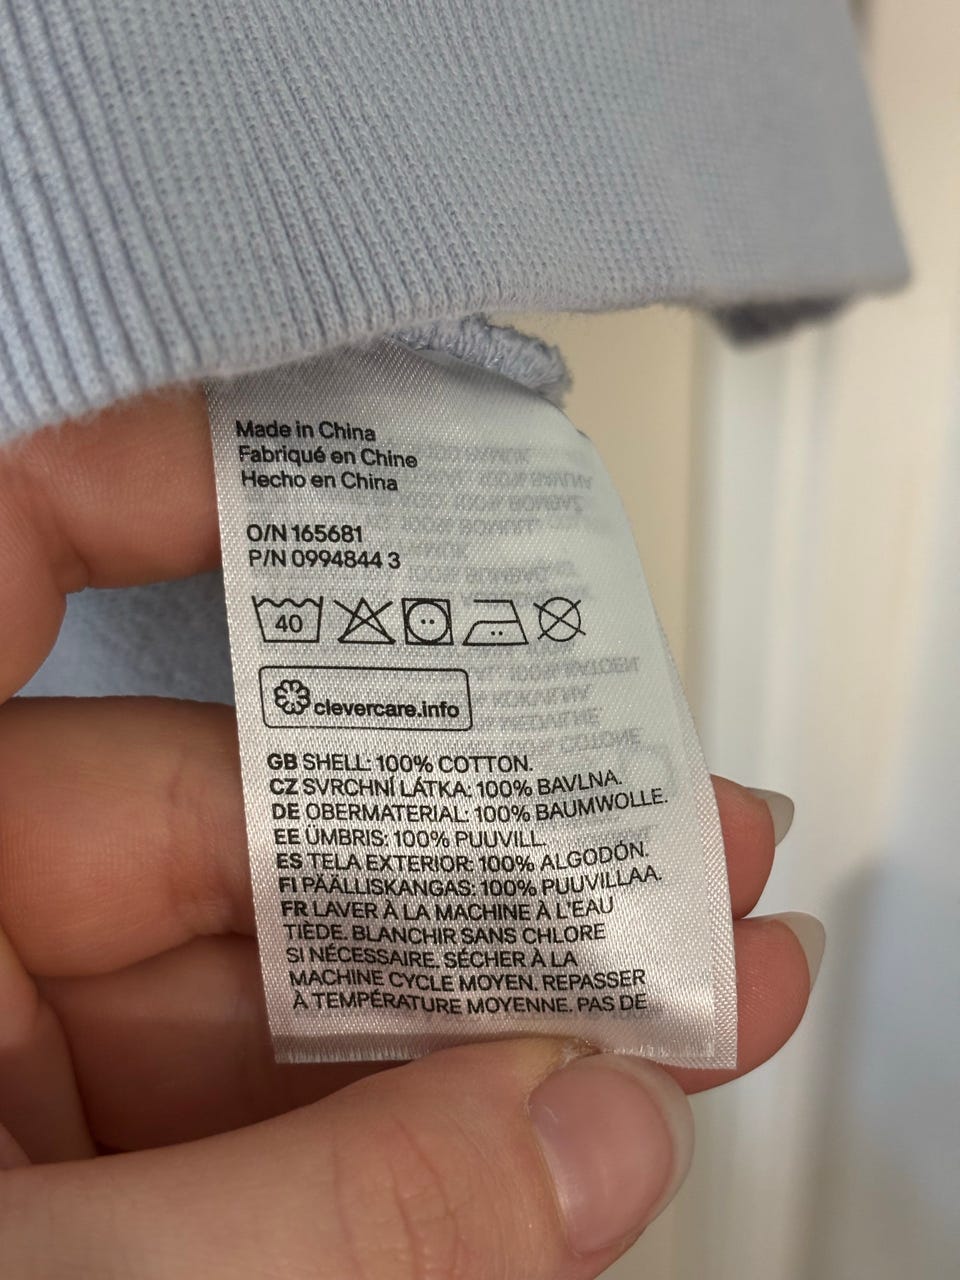 Made in China
Fabriqué en Chine
Hecho en China
O/N 165681
P/N 0994844 3
40
clevercare.info
GB SHELL: 100% COTTON.
CZ SVRCHNÍ LÁTKA: 100% BAVLNA.
DE OBERMATERIAL: 100% BAUMWOLLE.
EE ÜMBRIS: 100% PUUVILL.
ES TELA EXTERIOR: 100% ALGODÓN.
FI PÄÄLLISKANGAS: 100% PUUVILLAA.
FR LAVER À LA MACHINE À L'EAU
TIÈDE. BLANCHIR SANS CHLORE
SI NÉCESSAIRE. SÉCHER À LA
MACHINE CYCLE MOYEN. REPASSER
À TEMPÉRATURE MOYENNE. PAS DE